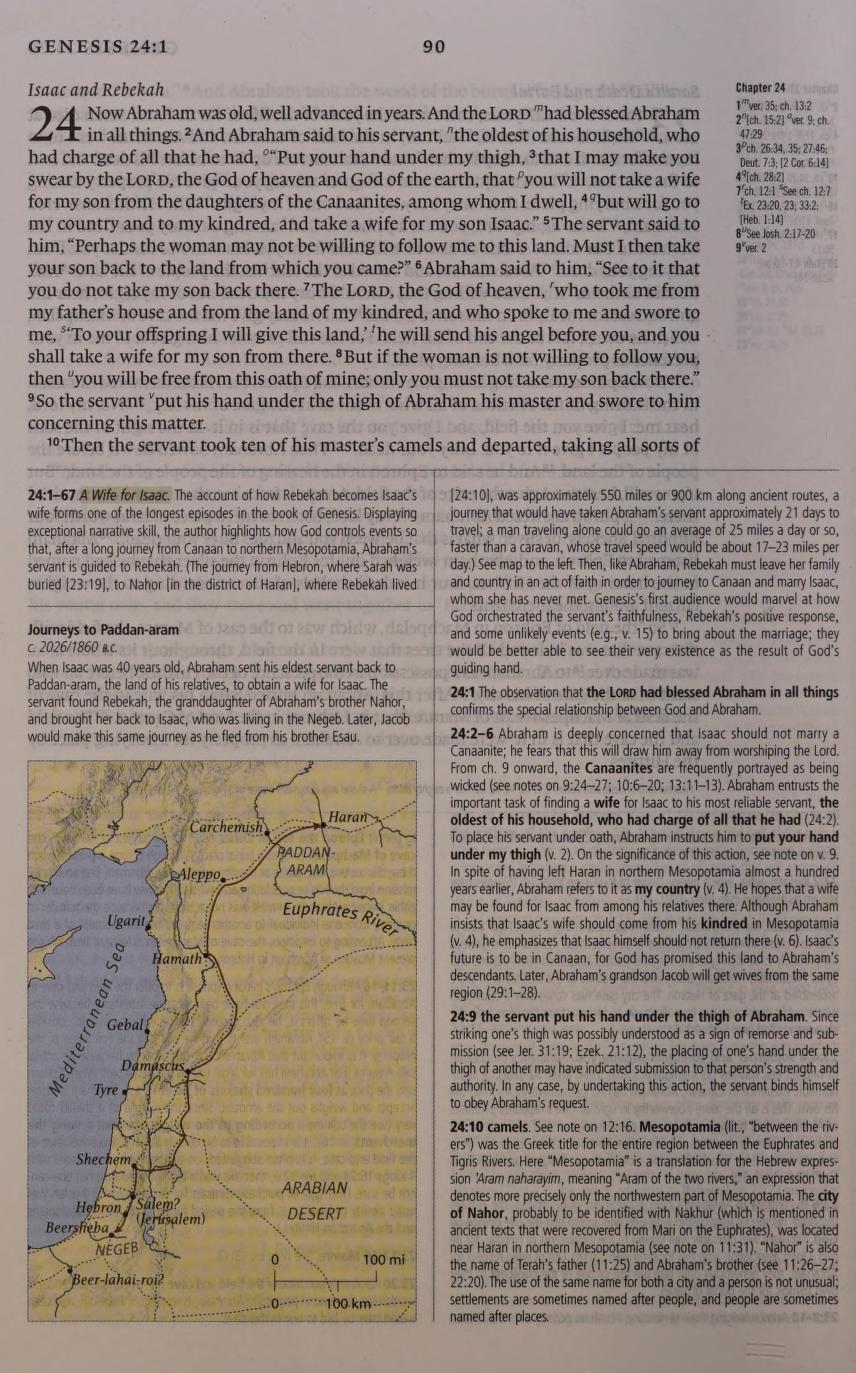 GENESIS 24:1
90
Isaac and Rebekah
24 Now Abraham was old, well advanced in years. And the LORD ᵐhad blessed Abraham
in all things. ²And Abraham said to his servant, ⁿthe oldest of his household, who
had charge of all that he had, ᵒ“Put your hand under my thigh, ³that I may make you
swear by the LORD, the God of heaven and God of the earth, that ᵖyou will not take a wife
for my son from the daughters of the Canaanites, among whom I dwell, ⁴ᑫbut will go to
my country and to my kindred, and take a wife for my son Isaac.” ⁵The servant said to
him, “Perhaps the woman may not be willing to follow me to this land. Must I then take
your son back to the land from which you came?” ⁶Abraham said to him, “See to it that
you do not take my son back there. ⁷The LORD, the God of heaven, ʳwho took me from
my father’s house and from the land of my kindred, and who spoke to me and swore to
me, ˢ‘To your offspring I will give this land,’ ᵗhe will send his angel before you, and you
shall take a wife for my son from there. ⁸But if the woman is not willing to follow you,
then ᵘyou will be free from this oath of mine; only you must not take my son back there.”
⁹So the servant ᵛput his hand under the thigh of Abraham his master and swore to him
concerning this matter.
¹⁰Then the servant took ten of his master’s camels and departed, taking all sorts of
Chapter 24
1ᵐver. 35; ch. 13:2
2ⁿ[ch. 15:2] ᵒver. 9; ch.
47:29
3ᵖch. 26:34, 35; 27:46;
Deut. 7:3; [2 Cor. 6:14]
4ᑫ[ch. 28:2]
7ʳch. 12:1 ˢSee ch. 12:7
ᵗEx. 23:20, 23; 33:2;
[Heb. 1:14]
8ᵘSee Josh. 2:17–20
9ᵛver. 2
24:1–67 A Wife for Isaac. The account of how Rebekah becomes Isaac’s
wife forms one of the longest episodes in the book of Genesis. Displaying
exceptional narrative skill, the author highlights how God controls events so
that, after a long journey from Canaan to northern Mesopotamia, Abraham’s
servant is guided to Rebekah. (The journey from Hebron, where Sarah was
buried [23:19], to Nahor [in the district of Haran], where Rebekah lived
Journeys to Paddan-aram
c. 2026/1860 B.C.
When Isaac was 40 years old, Abraham sent his eldest servant back to
Paddan-aram, the land of his relatives, to obtain a wife for Isaac. The
servant found Rebekah, the granddaughter of Abraham’s brother Nahor,
and brought her back to Isaac, who was living in the Negeb. Later, Jacob
would make this same journey as he fled from his brother Esau.
Carchemish
Haran
PADDAN-
ARAM
Aleppo
Euphrates River
Ugarit
Hamath
Mediterranean Sea
Gebal
Damascus
Tyre
Shechem
ARABIAN
DESERT
Hebron
Salem?
(Jerusalem)
Beersheba
NEGEB
Beer-lahai-roi?
0
100 mi
0
100 km
[24:10], was approximately 550 miles or 900 km along ancient routes, a
journey that would have taken Abraham’s servant approximately 21 days to
travel; a man traveling alone could go an average of 25 miles a day or so,
faster than a caravan, whose travel speed would be about 17–23 miles per
day.) See map to the left. Then, like Abraham, Rebekah must leave her family
and country in an act of faith in order to journey to Canaan and marry Isaac,
whom she has never met. Genesis’s first audience would marvel at how
God orchestrated the servant’s faithfulness, Rebekah’s positive response,
and some unlikely events (e.g., v. 15) to bring about the marriage; they
would be better able to see their very existence as the result of God’s
guiding hand.
24:1 The observation that the LORD had blessed Abraham in all things
confirms the special relationship between God and Abraham.
24:2–6 Abraham is deeply concerned that Isaac should not marry a
Canaanite; he fears that this will draw him away from worshiping the Lord.
From ch. 9 onward, the Canaanites are frequently portrayed as being
wicked (see notes on 9:24–27; 10:6–20; 13:11–13). Abraham entrusts the
important task of finding a wife for Isaac to his most reliable servant, the
oldest of his household, who had charge of all that he had (24:2).
To place his servant under oath, Abraham instructs him to put your hand
under my thigh (v. 2). On the significance of this action, see note on v. 9.
In spite of having left Haran in northern Mesopotamia almost a hundred
years earlier, Abraham refers to it as my country (v. 4). He hopes that a wife
may be found for Isaac from among his relatives there. Although Abraham
insists that Isaac’s wife should come from his kindred in Mesopotamia
(v. 4), he emphasizes that Isaac himself should not return there (v. 6). Isaac’s
future is to be in Canaan, for God has promised this land to Abraham’s
descendants. Later, Abraham’s grandson Jacob will get wives from the same
region (29:1–28).
24:9 the servant put his hand under the thigh of Abraham. Since
striking one’s thigh was possibly understood as a sign of remorse and sub-
mission (see Jer. 31:19; Ezek. 21:12), the placing of one’s hand under the
thigh of another may have indicated submission to that person’s strength and
authority. In any case, by undertaking this action, the servant binds himself
to obey Abraham’s request.
24:10 camels. See note on 12:16. Mesopotamia (lit., “between the riv-
ers”) was the Greek title for the entire region between the Euphrates and
Tigris Rivers. Here “Mesopotamia” is a translation for the Hebrew expres-
sion ’Aram naharayim, meaning “Aram of the two rivers,” an expression that
denotes more precisely only the northwestern part of Mesopotamia. The city
of Nahor, probably to be identified with Nakhur (which is mentioned in
ancient texts that were recovered from Mari on the Euphrates), was located
near Haran in northern Mesopotamia (see note on 11:31). “Nahor” is also
the name of Terah’s father (11:25) and Abraham’s brother (see 11:26–27;
22:20). The use of the same name for both a city and a person is not unusual;
settlements are sometimes named after people, and people are sometimes
named after places.